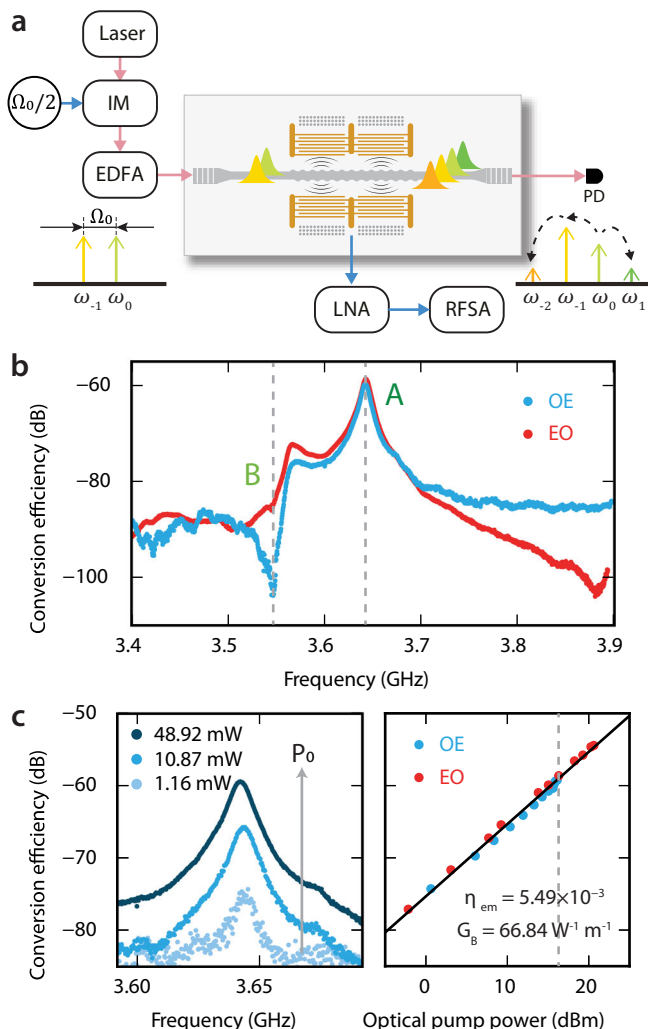 a
Laser
Ω₀/2
IM
EDFA
PD
Ω₀
ω₋₁ ω₀
LNA
RFSA
ω₋₂ ω₋₁ ω₀ ω₁
b
−60
−80
−100
Conversion efficiency (dB)
A
B
OE
EO
3.4 3.5 3.6 3.7 3.8 3.9
Frequency (GHz)
c
−50
−60
−70
−80
Conversion efficiency (dB)
48.92 mW
10.87 mW
1.16 mW
P₀
3.60 3.65
Frequency (GHz)
OE
EO
η em = 5.49×10⁻³
G B = 66.84 W⁻¹ m⁻¹
0 10 20
Optical pump power (dBm)